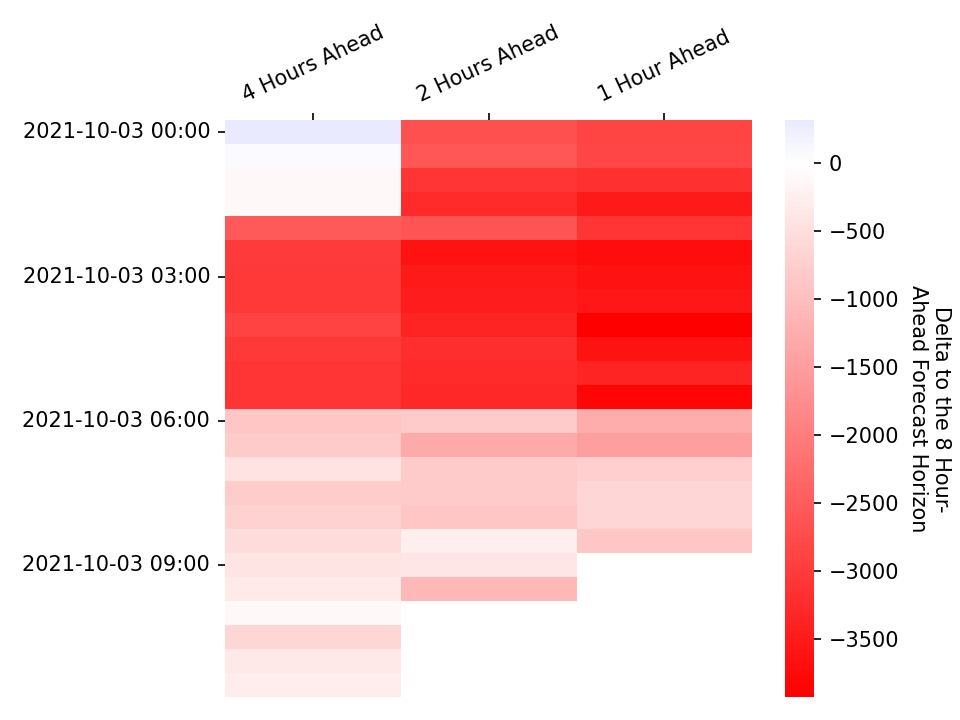 4 Hours Ahead
2 Hours Ahead
1 Hour Ahead
2021-10-03 00:00
2021-10-03 03:00
2021-10-03 06:00
2021-10-03 09:00
0
−500
−1000
−1500
−2000
−2500
−3000
−3500
Delta to the 8 Hour-
Ahead Forecast Horizon